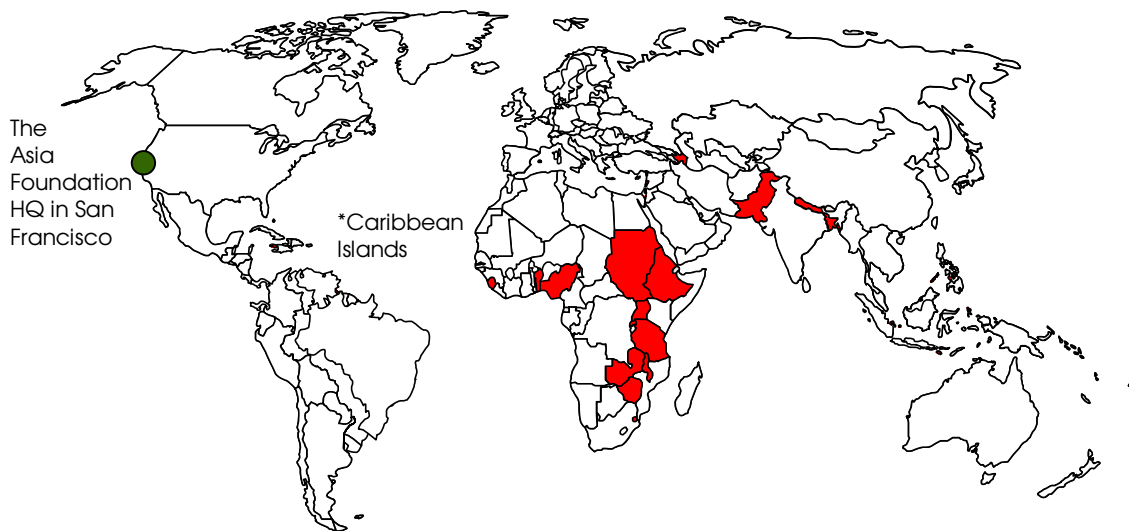 The
Asia
Foundation
HQ in San
Francisco
*Caribbean
Islands